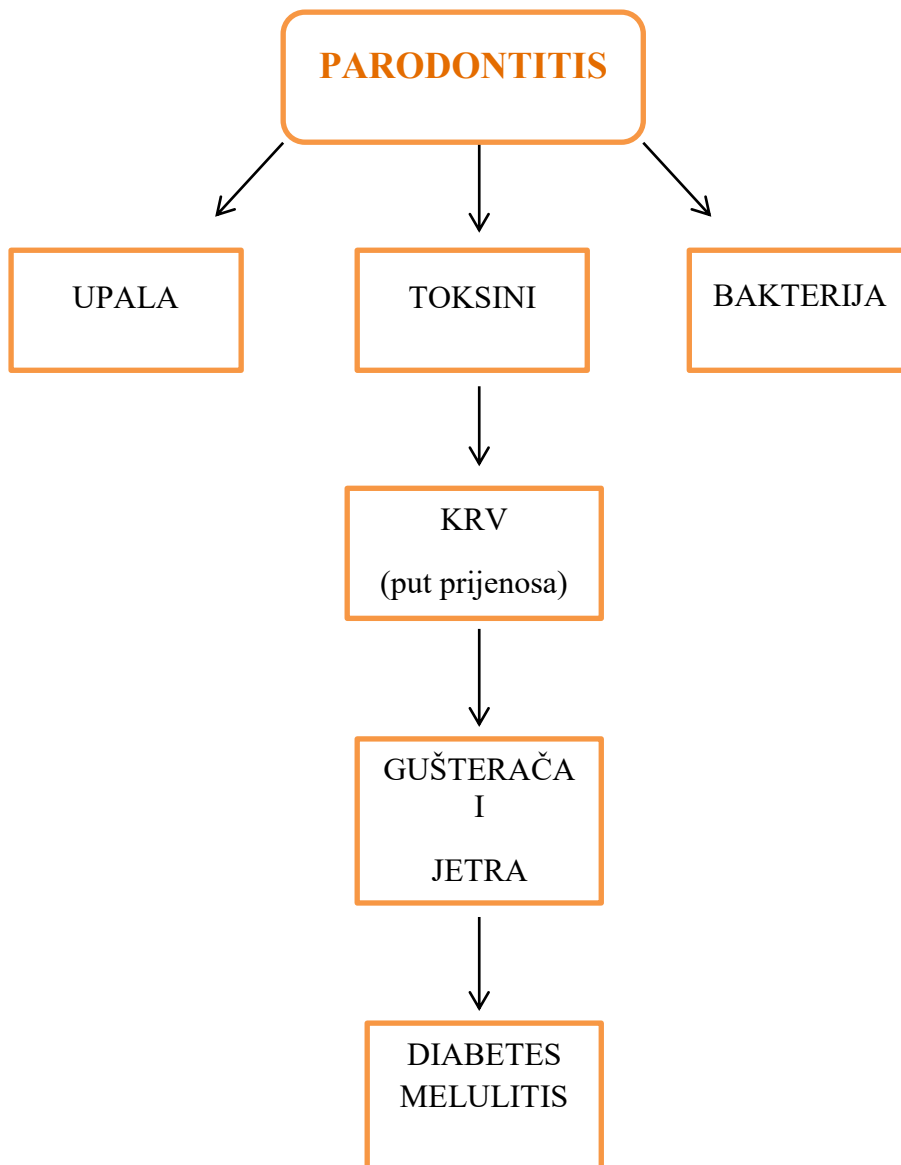 PARODONTITIS
UPALA
TOKSINI
BAKTERIJA
KRV
(put prijenosa)
GUŠTERAČA
I
JETRA
DIABETES
MELULITIS